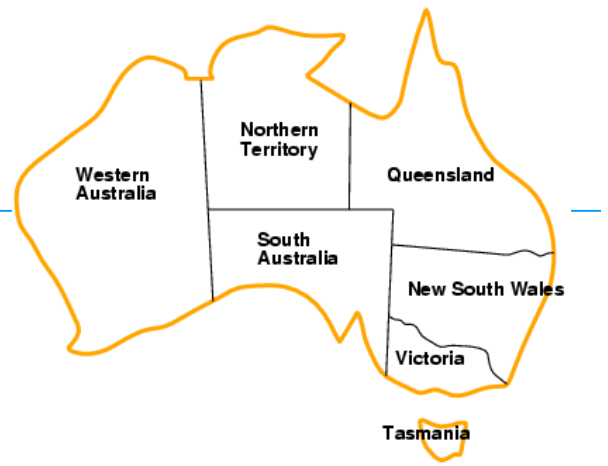 Northern
Territory
Western
Australia
Queensland
South
Australia
New South Wales
Victoria
Tasmania